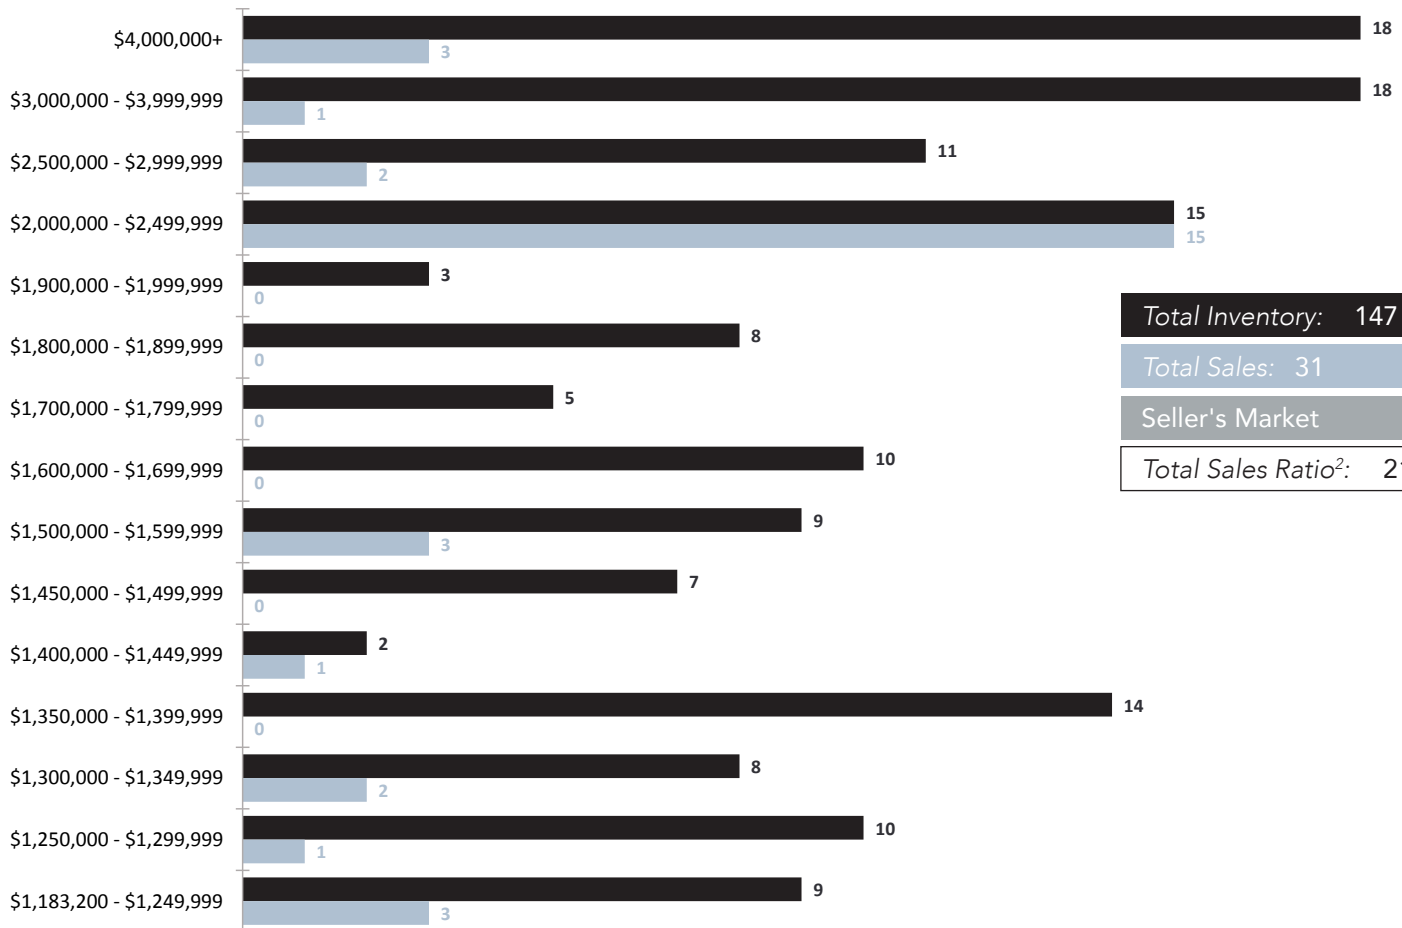 $4,000,000+ 18
3
$3,000,000 - $3,999,999 18
1
$2,500,000 - $2,999,999 11
2
$2,000,000 - $2,499,999 15
15
$1,900,000 - $1,999,999 3
0
$1,800,000 - $1,899,999 8
0
$1,700,000 - $1,799,999 5
0
$1,600,000 - $1,699,999 10
0
$1,500,000 - $1,599,999 9
3
$1,450,000 - $1,499,999 7
0
$1,400,000 - $1,449,999 2
1
$1,350,000 - $1,399,999 14
0
$1,300,000 - $1,349,999 8
2
$1,250,000 - $1,299,999 10
1
$1,183,200 - $1,249,999 9
3
Total Inventory: 147
Total Sales: 31
Seller's Market
Total Sales Ratio²: